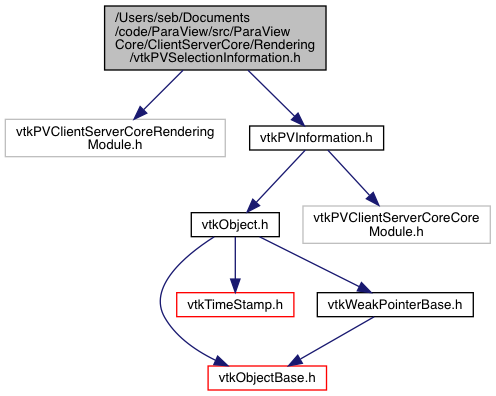 /Users/seb/Documents
/code/ParaView/src/ParaView
Core/ClientServerCore/Rendering
/vtkPVSelectionInformation.h
vtkPVClientServerCoreRendering
Module.h
vtkPVInformation.h
vtkObject.h
vtkPVClientServerCoreCore
Module.h
vtkTimeStamp.h
vtkWeakPointerBase.h
vtkObjectBase.h